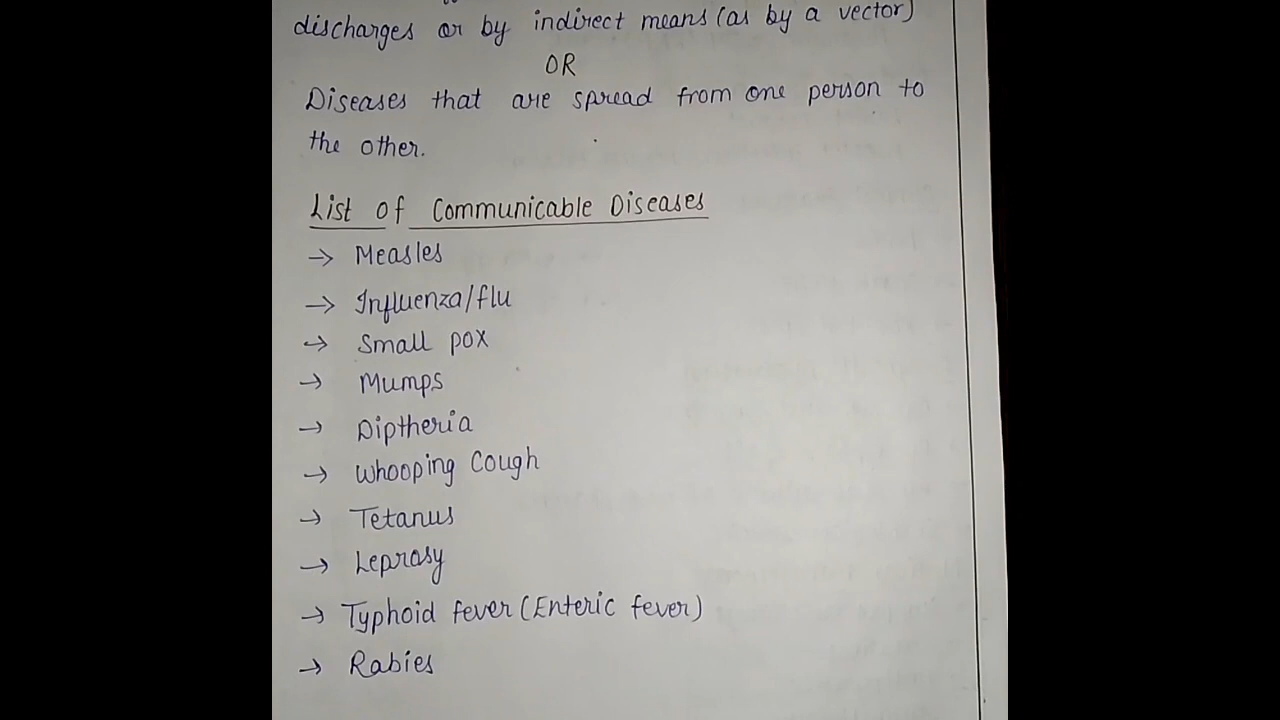 discharges or by indirect means (as by a vector)
OR
Diseases that are spread from one person to
the other.
List of Communicable Diseases
→ Measles
→ Influenza/flu
→ Small pox
→ Mumps
→ Diptheria
→ Whooping Cough
→ Tetanus
→ Leprasy
→ Typhoid fever (Enteric fever)
→ Rabies